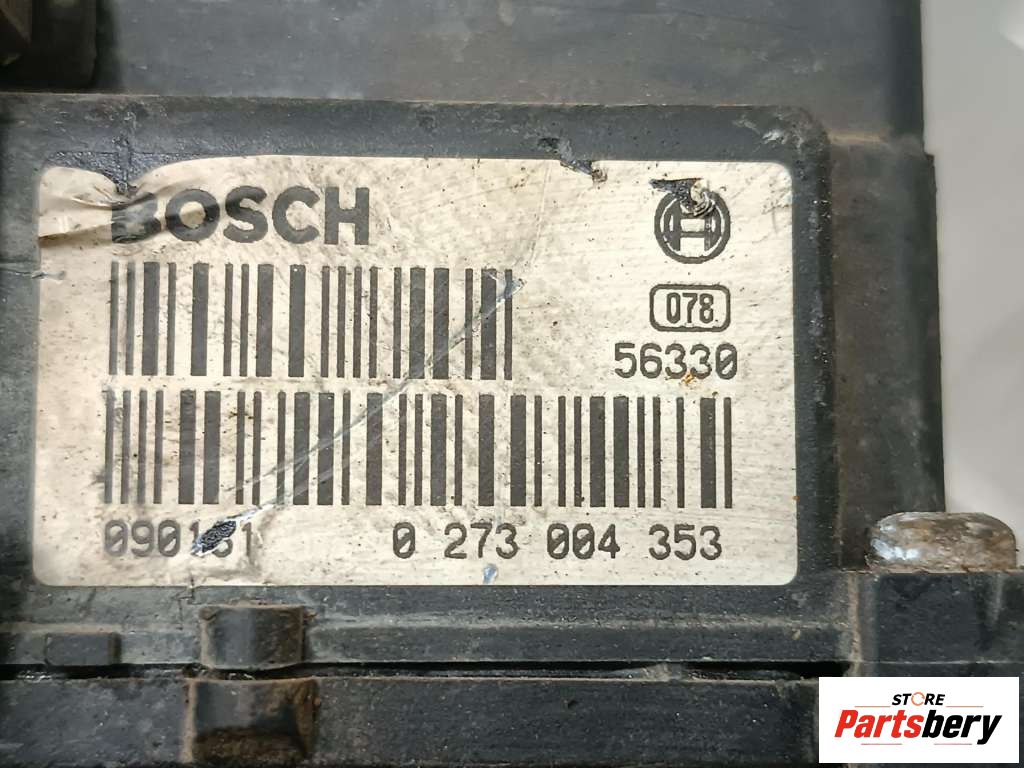 BOSCH
078
56330
0 273 004 353
STORE
Partsbery